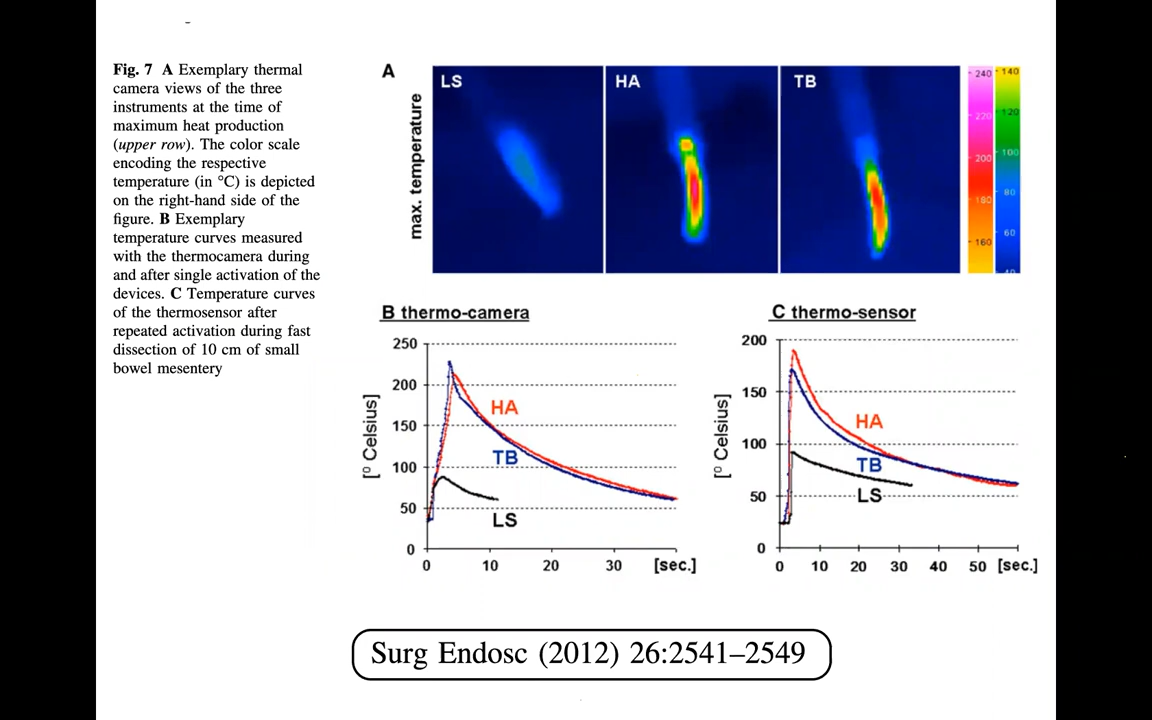 Fig. 7 A Exemplary thermal
camera views of the three
instruments at the time of
maximum heat production
(upper row). The color scale
encoding the respective
temperature (in °C) is depicted
on the right-hand side of the
figure. B Exemplary
temperature curves measured
with the thermocamera during
and after single activation of the
devices. C Temperature curves
of the thermosensor after
repeated activation during fast
dissection of 10 cm of small
bowel mesentery
A
max. temperature
LS
HA
TB
240
220
200
180
160
140
120
100
80
60
40
B thermo-camera
[º Celsius]
250
200
150
100
50
0
HA
TB
LS
0 10 20 30 [sec.]
C thermo-sensor
[º Celsius]
200
150
100
50
0
HA
TB
LS
0 10 20 30 40 50 [sec.]
Surg Endosc (2012) 26:2541–2549